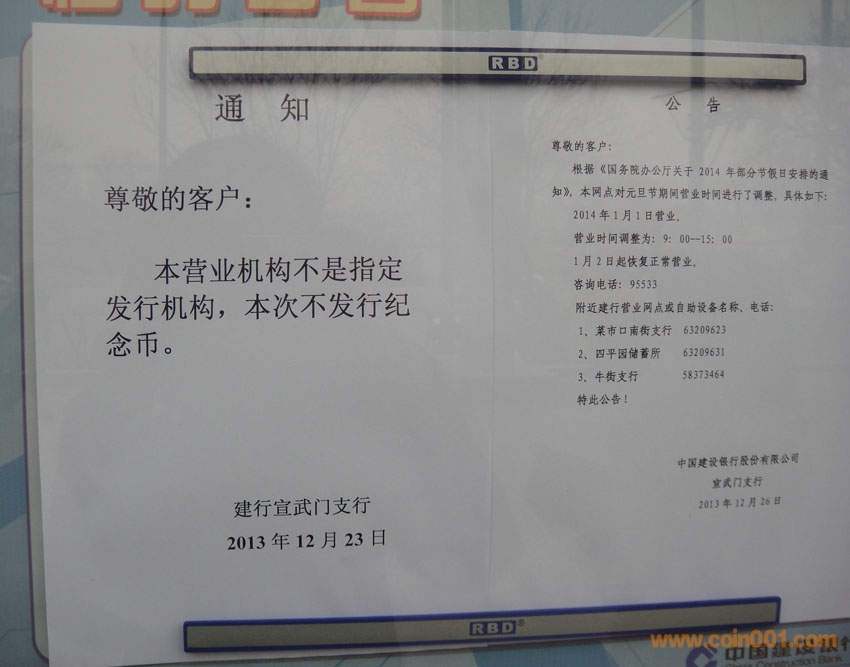 RBD
通 知
尊敬的客户：
本营业机构不是指定
发行机构，本次不发行纪
念币。
建行宣武门支行
2013 年 12 月 23 日
公 告
尊敬的客户：
根据《国务院办公厅关于 2014 年部分节假日安排的通
知》，本网点对元旦节期间营业时间进行了调整，具体如下：
2014 年 1 月 1 日营业。
营业时间调整为：9：00--15：00
1 月 2 日起恢复正常营业。
咨询电话：95533
附近建行营业网点或自助设备名称、电话：
1、菜市口南街支行 63209623
2、四平园储蓄所 63209631
3、牛街支行 58373464
特此公告！
中国建设银行股份有限公司
宣武门支行
2013 年 12 月 26 日
RBD®
www.coin001.com
中国建设银行